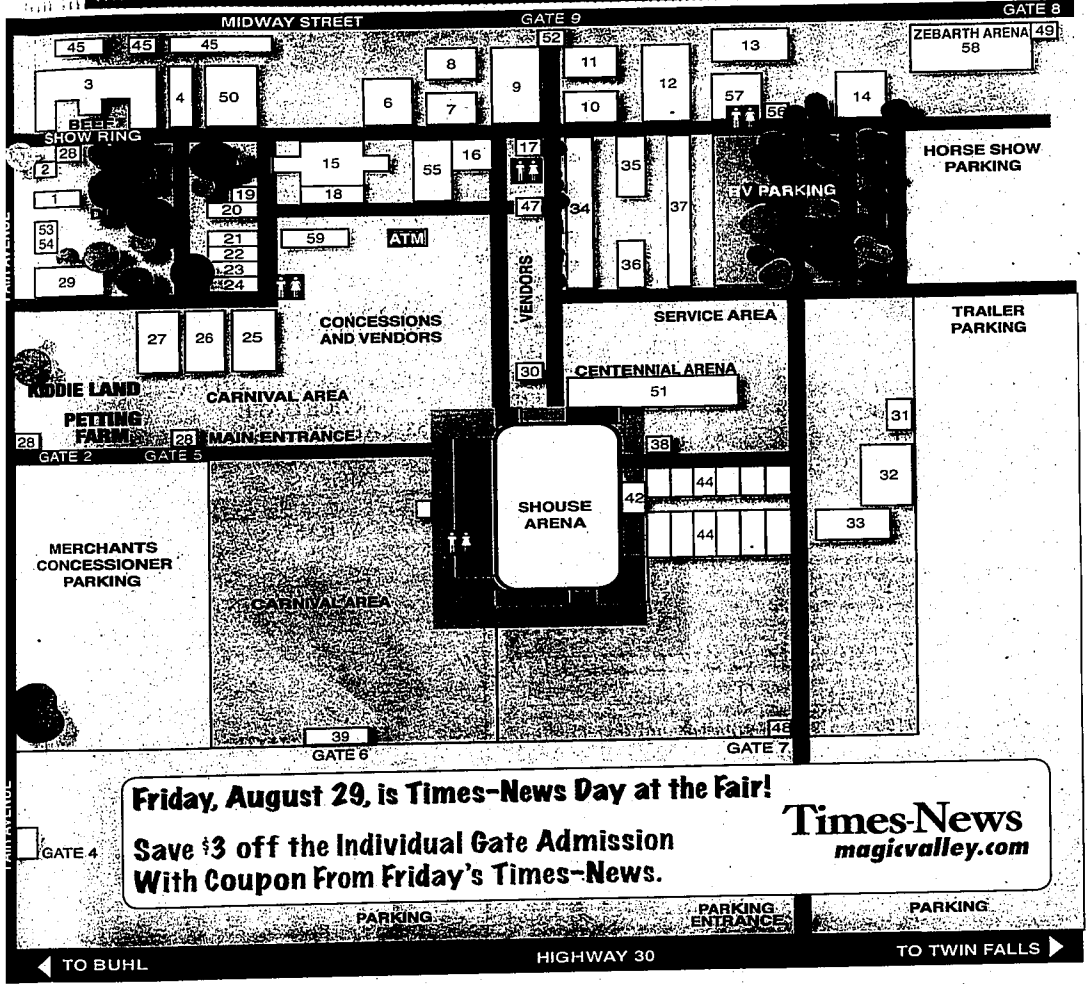 GATE 8
MIDWAY STREET
GATE 9
45
45
45
52
13
ZEBARTH ARENA
58
49
3
4
50
6
8
7
9
11
10
12
57
56
14
BEEF
SHOW RING
28
2
1
53
54
29
15
18
19
20
21
22
23
24
16
55
17
47
59
ATM
34
35
36
37
RV PARKING
HORSE SHOW
PARKING
VENDORS
30
27
26
25
CONCESSIONS
AND VENDORS
SERVICE AREA
TRAILER
PARKING
CENTENNIAL ARENA
51
KIDDIE LAND
CARNIVAL AREA
PETTING
FARM
28
28
MAIN ENTRANCE
GATE 2
GATE 5
38
31
32
33
42
44
44
SHOUSE
ARENA
MERCHANTS
CONCESSIONER
PARKING
CARNIVAL AREA
39
GATE 6
48
GATE 7
FAIR AVENUE
FAIR AVENUE
GATE 4
Friday, August 29, is Times-News Day at the Fair!
Save $3 off the Individual Gate Admission
With Coupon From Friday's Times-News.
Times-News
magicvalley.com
PARKING
PARKING
ENTRANCE
PARKING
TO BUHL
HIGHWAY 30
TO TWIN FALLS